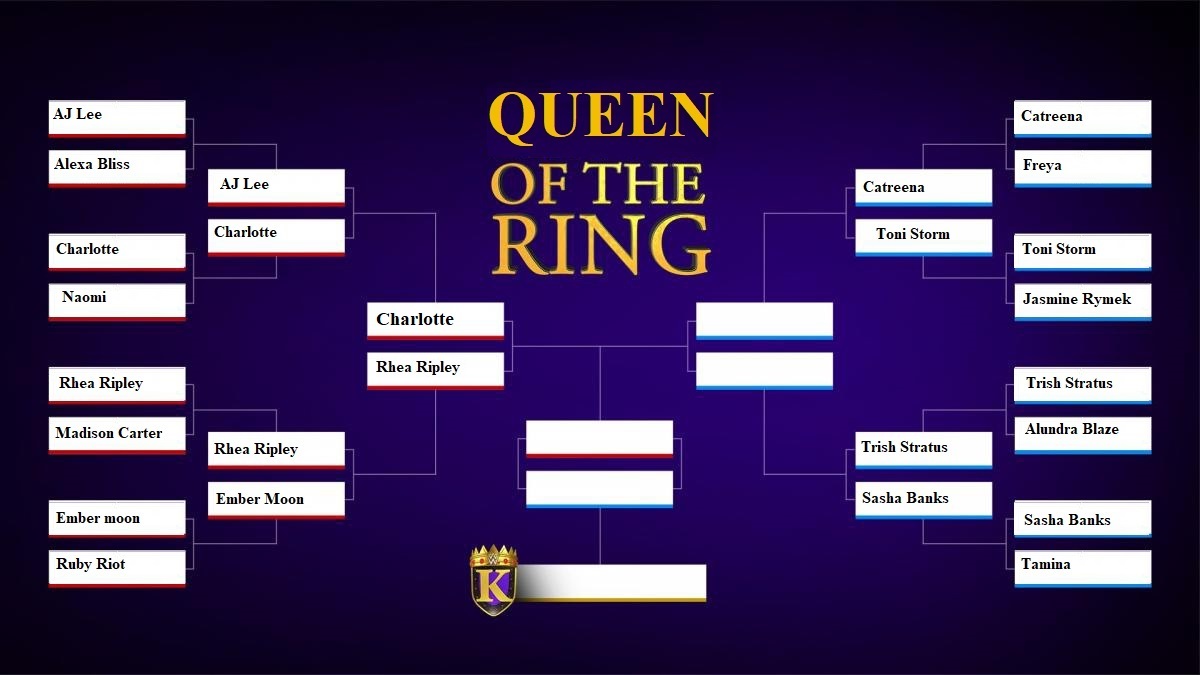 QUEEN
OF THE
RING
AJ Lee
Alexa Bliss
Charlotte
Naomi
Rhea Ripley
Madison Carter
Ember moon
Ruby Riot
AJ Lee
Charlotte
Rhea Ripley
Ember Moon
Charlotte
Rhea Ripley
Catreena
Toni Storm
Trish Stratus
Sasha Banks
Catreena
Freya
Toni Storm
Jasmine Rymek
Trish Stratus
Alundra Blaze
Sasha Banks
Tamina
K